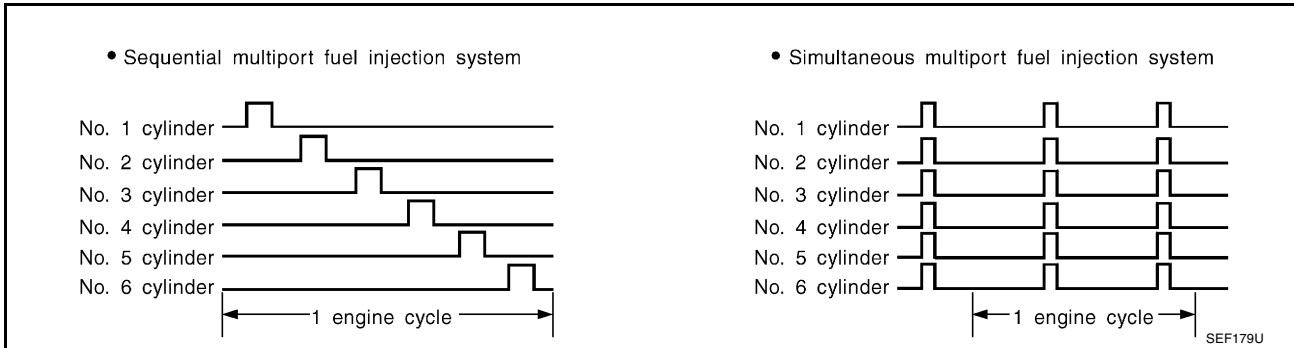 • Sequential multiport fuel injection system
No. 1 cylinder
No. 2 cylinder
No. 3 cylinder
No. 4 cylinder
No. 5 cylinder
No. 6 cylinder
1 engine cycle
• Simultaneous multiport fuel injection system
No. 1 cylinder
No. 2 cylinder
No. 3 cylinder
No. 4 cylinder
No. 5 cylinder
No. 6 cylinder
1 engine cycle
SEF179U